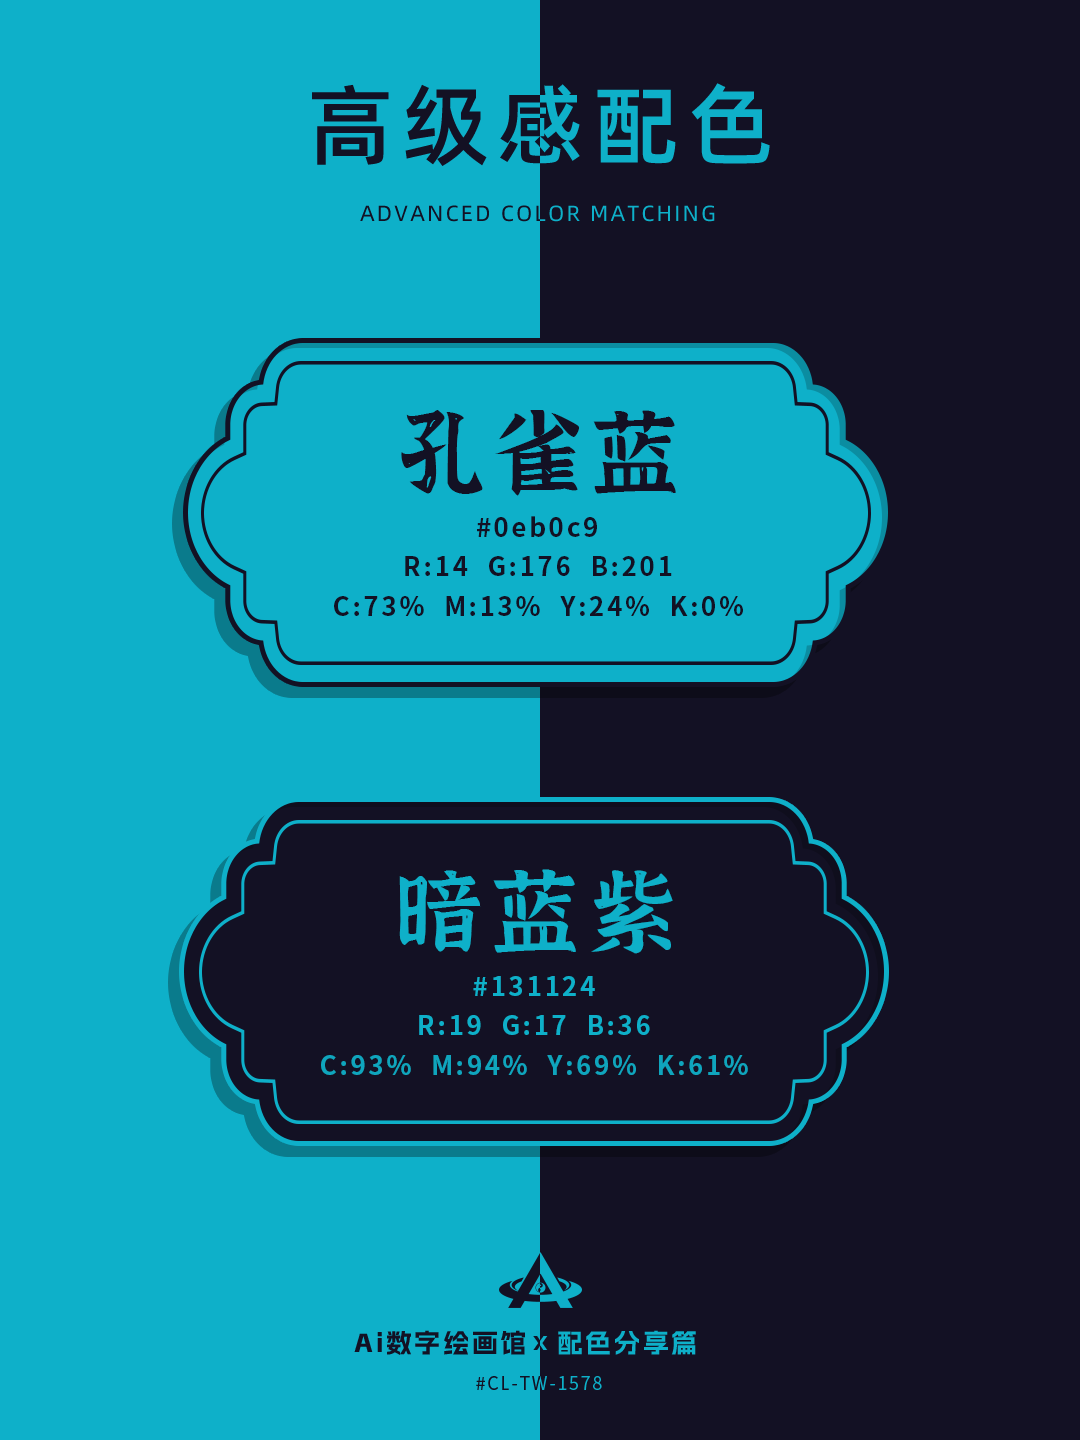 高级感配色
ADVANCED COLOR MATCHING
孔雀蓝
#0eb0c9
R:14 G:176 B:201
C:73% M:13% Y:24% K:0%
暗蓝紫
#131124
R:19 G:17 B:36
C:93% M:94% Y:69% K:61%
Ai数字绘画馆 x 配色分享篇
#CL-TW-1578